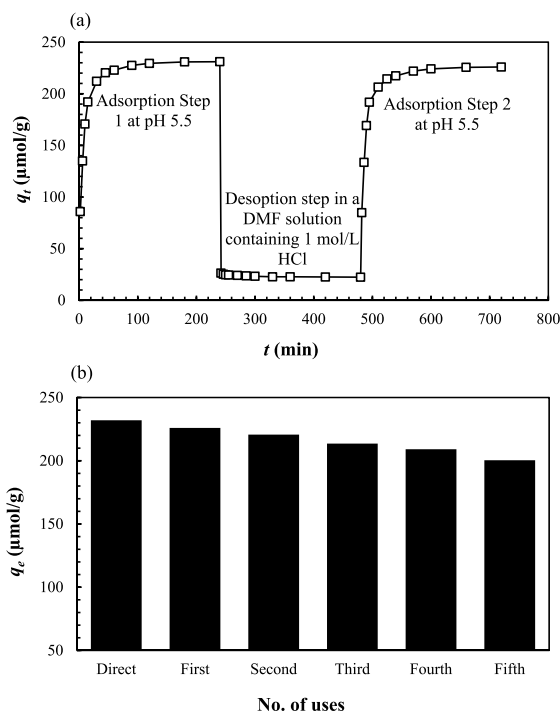 (a)
250
200
150
100
50
0
Adsorption Step
1 at pH 5.5
Adsorption Step 2
at pH 5.5
Desoption step in a
DMF solution
containing 1 mol/L
HCl
qt (μmol/g)
0 100 200 300 400 500 600 700 800
t (min)
(b)
250
200
150
100
50
qe (μmol/g)
Direct First Second Third Fourth Fifth
No. of uses